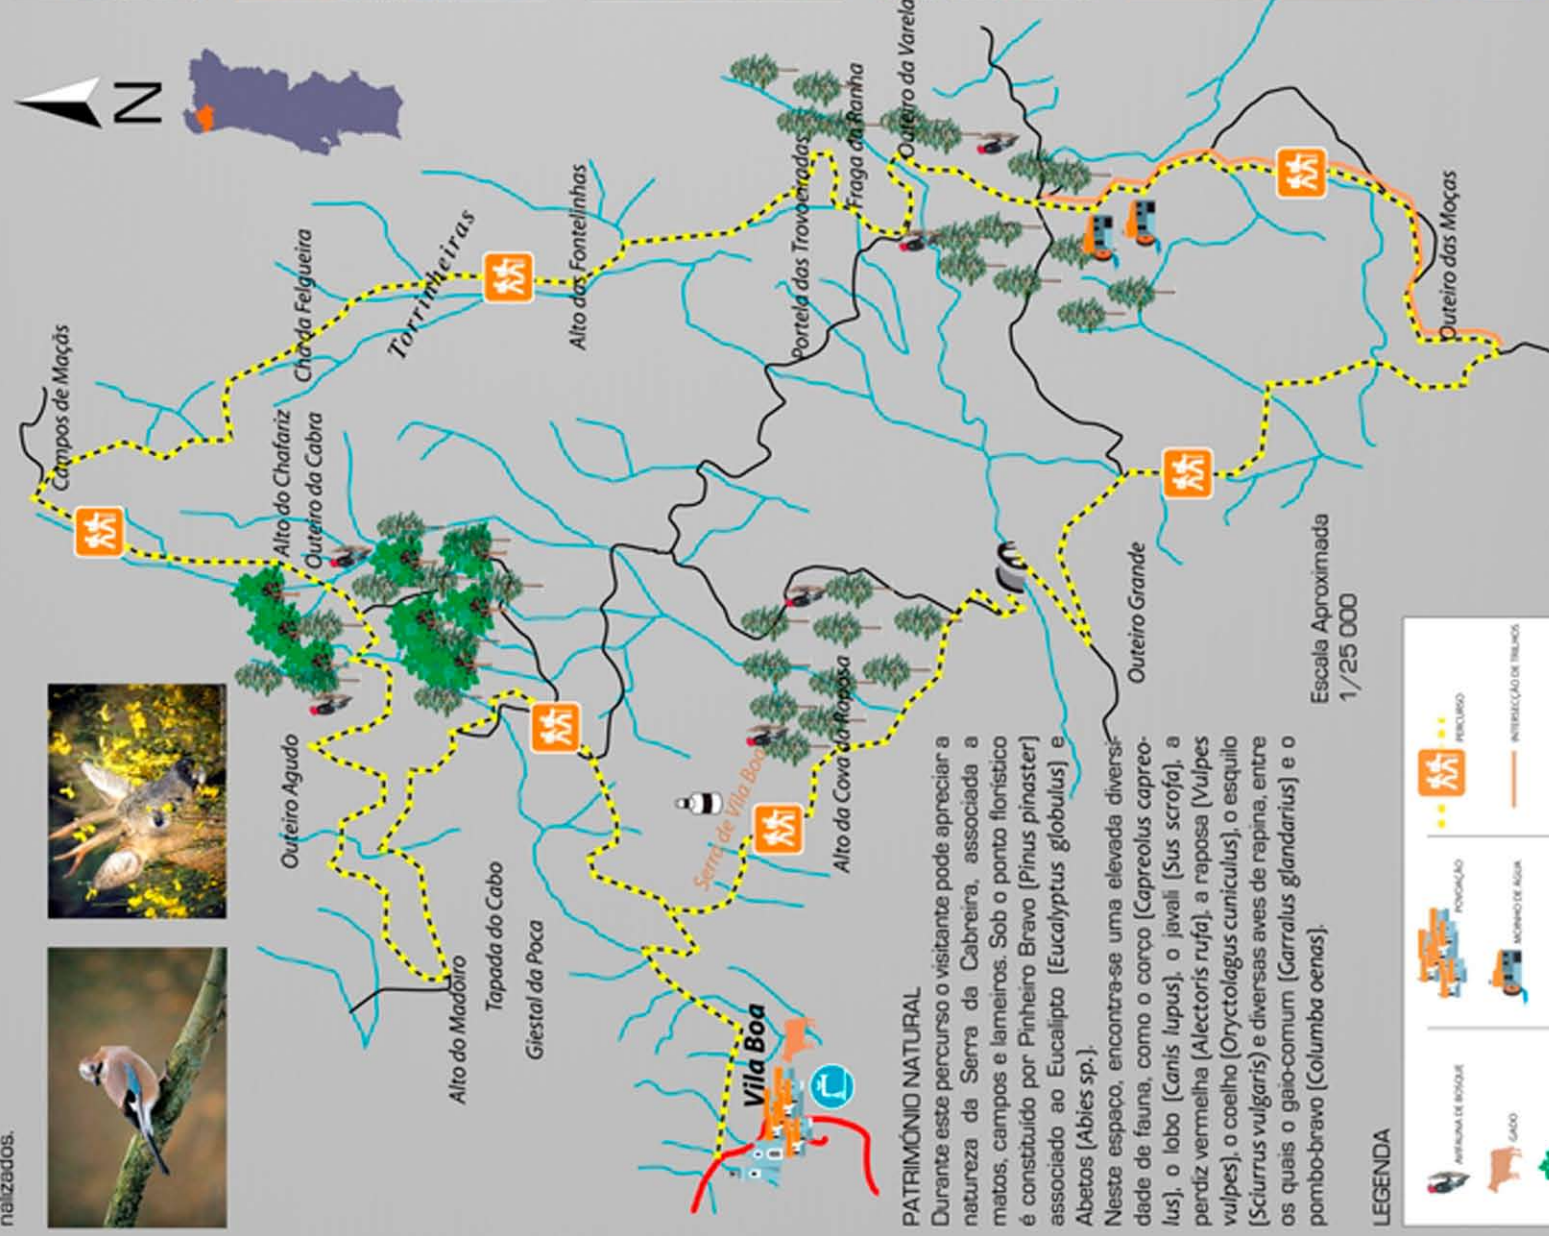 nalizados.
N
Campos de Maçãs
Chã da Felgueira
Torrinheiras
Alto das Fontelinhas
Portela das Trovoeiradas
Fraga da Ranha
Outeiro da Varela
Alto do Chafariz
Outeiro da Cabra
Outeiro Agudo
Outeiro das Moças
Outeiro Grande
Serra de Vila Boa
Alto da Cova da Raposa
Tapada do Cabo
Giestal da Poca
Alto do Madoiro
Vila Boa
Escala Aproximada
1/25 000
PATRIMÓNIO NATURAL
Durante este percurso o visitante pode apreciar a
natureza da Serra da Cabreira, associada a
matos, campos e lameiros. Sob o ponto florístico
é constituído por Pinheiro Bravo [Pinus pinaster]
associado ao Eucalipto [Eucalyptus globulus] e
Abetos [Abies sp.].
Neste espaço, encontra-se uma elevada diversi-
dade de fauna, como o corço [Capreolus capreo-
lus], o lobo [Canis lupus], o javali [Sus scrofa], a
perdiz vermelha [Alectoris rufa], a raposa [Vulpes
vulpes], o coelho [Oryctolagus cuniculus], o esquilo
[Sciurrus vulgaris) e diversas aves de rapina, entre
os quais o gaio-comum [Garralus glandarius] e o
pombo-bravo [Columba oenas].
LEGENDA
AVIFAUNA DE BOSQUE
POVOAÇÃO
PERCURSO
GADO
MOINHO DE ÁGUA
INTERSECÇÃO DE TRILHOS